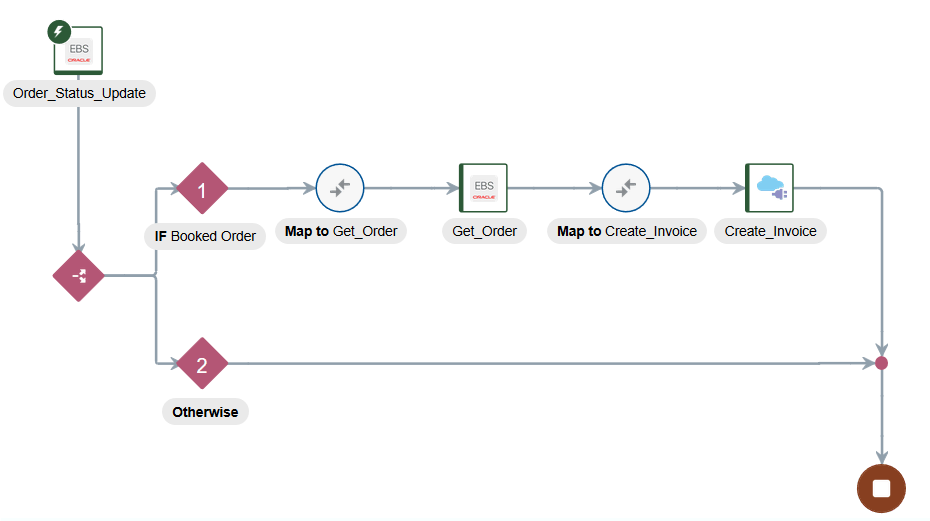 EBS
ORACLE
Order_Status_Update
1
IF Booked Order
Map to Get_Order
EBS
ORACLE
Get_Order
Map to Create_Invoice
Create_Invoice
2
Otherwise